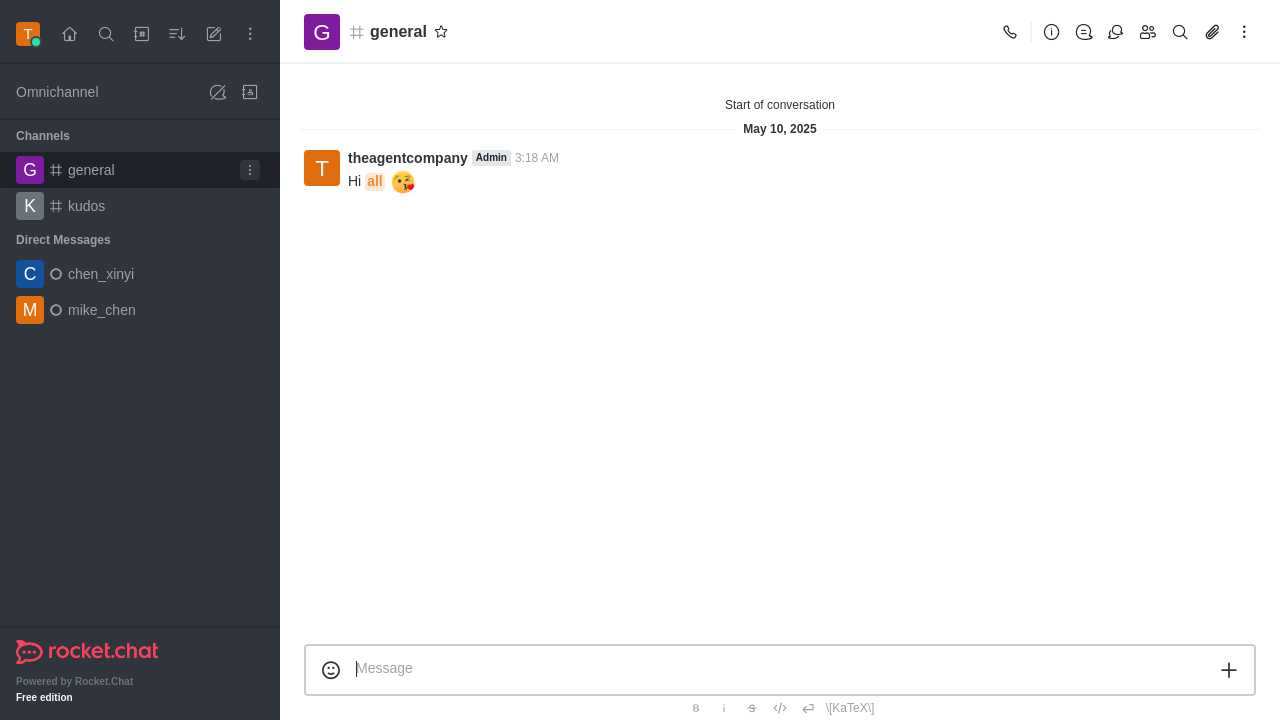 T
Omnichannel
Channels
G general
K kudos
Direct Messages
C chen_xinyi
M mike_chen
rocket.chat
Powered by Rocket.Chat
Free edition
G general
Start of conversation
May 10, 2025
T theagentcompany Admin 3:18 AM
Hi all
Message
B i S \[KaTeX\]